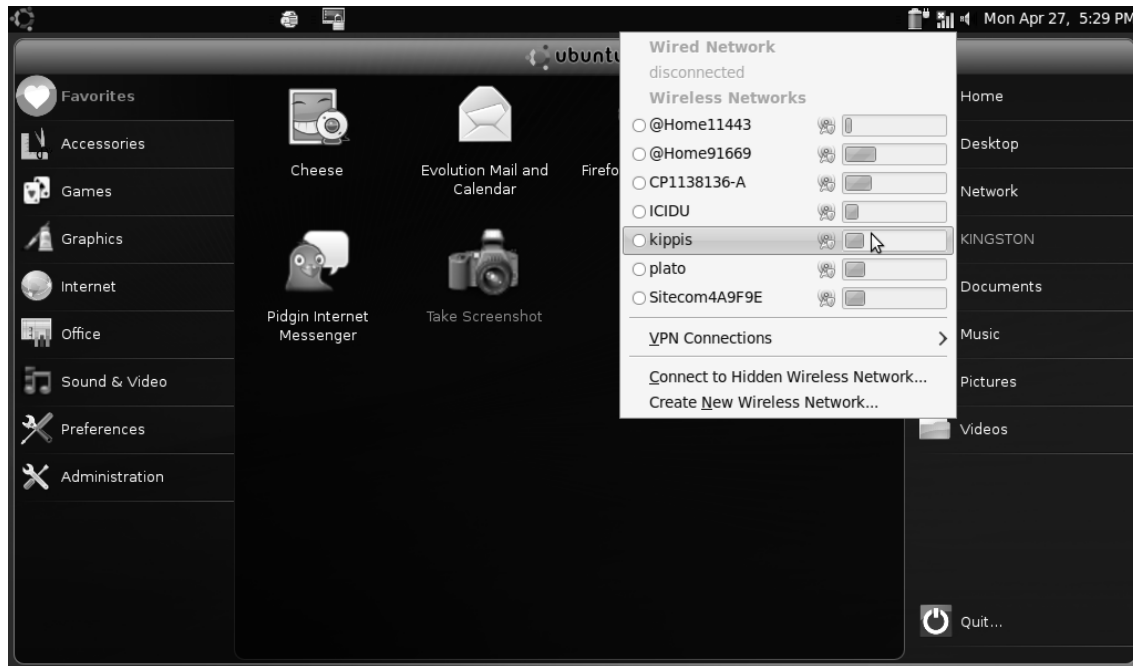 Mon Apr 27, 5:29 PM
ubuntu
Favorites
Accessories
Games
Graphics
Internet
Office
Sound & Video
Preferences
Administration
Cheese
Evolution Mail and
Calendar
Pidgin Internet
Messenger
Take Screenshot
Wired Network
disconnected
Wireless Networks
@Home11443
@Home91669
CP1138136-A
ICIDU
kippis
plato
Sitecom4A9F9E
VPN Connections
Connect to Hidden Wireless Network...
Create New Wireless Network...
Home
Desktop
Network
KINGSTON
Documents
Music
Pictures
Videos
Quit...